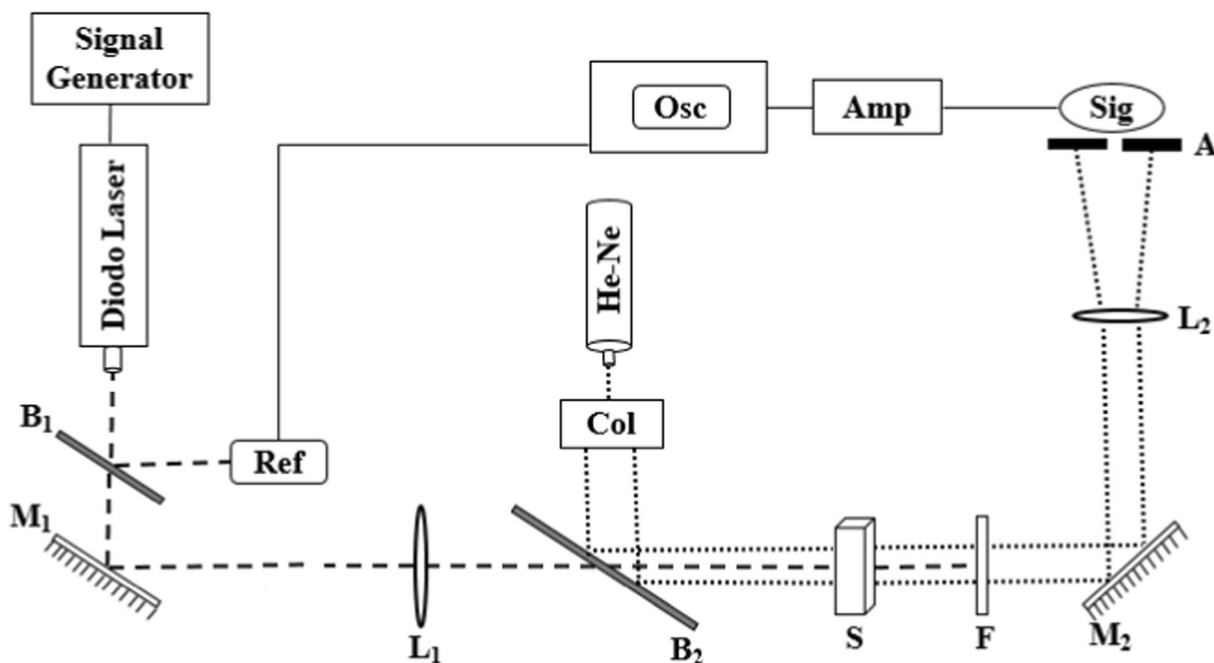 Signal
Generator
Osc
Amp
Sig
A
Diodo Laser
He-Ne
L2
B1
Col
Ref
M1
L1
B2
S
F
M2